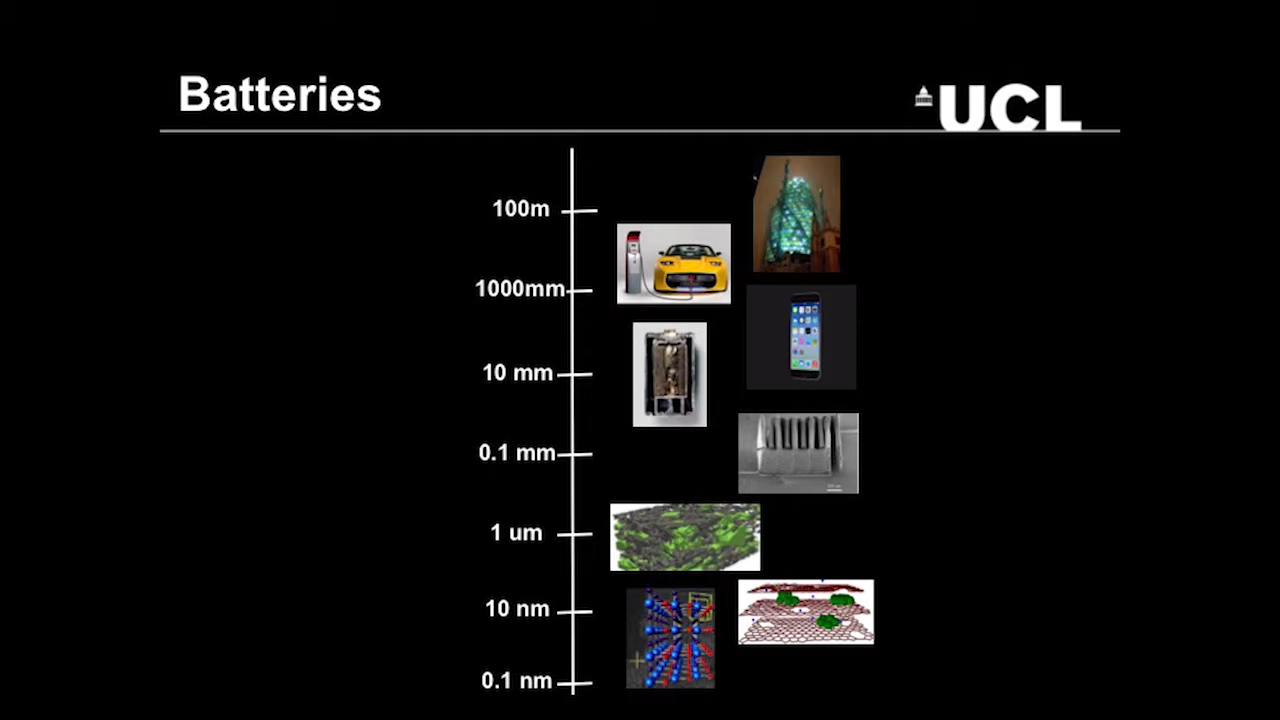 Batteries
UCL
100m
1000mm
10 mm
0.1 mm
1 um
10 nm
0.1 nm